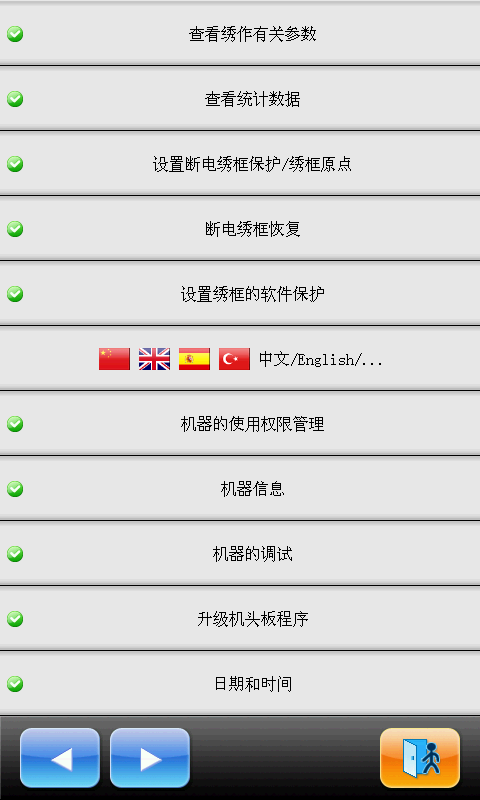 查看绣作有关参数
查看统计数据
设置断电绣框保护/绣框原点
断电绣框恢复
设置绣框的软件保护
中文/English/...
机器的使用权限管理
机器信息
机器的调试
升级机头板程序
日期和时间